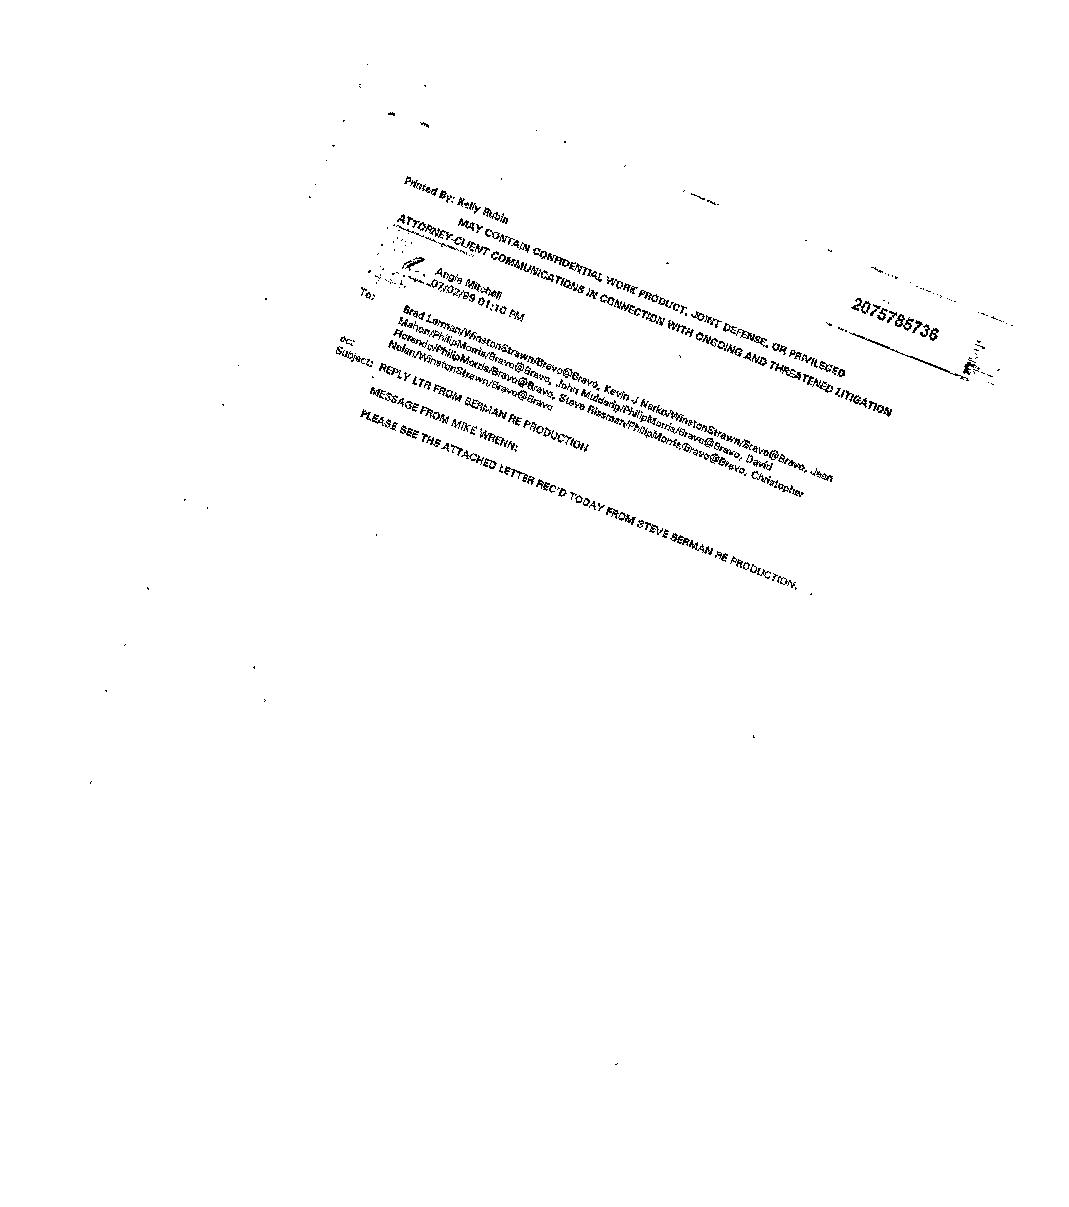 Printed By: Kelly Rubin
MAY CONTAIN CONFIDENTIAL WORK PRODUCT, JOINT DEFENSE, OR PRIVILEGED
ATTORNEY-CLIENT COMMUNICATIONS IN CONNECTION WITH ONGOING AND THREATENED LITIGATION
2075785736
Angie Mitchell
07/02/99 01:10 PM
To: Brad Lerman/WinstonStrawn/Bravo@Bravo, Kevin J Narko/WinstonStrawn/Bravo@Bravo, Jean
Mahon/PhilipMorris/Bravo@Bravo, John Mulderig/PhilipMorris/Bravo@Bravo, David
Florendo/PhilipMorris/Bravo@Bravo, Steve Rissman/PhilipMorris/Bravo@Bravo, Christopher
Nolan/WinstonStrawn/Bravo@Bravo
cc:
Subject: REPLY LTR FROM BERMAN RE PRODUCTION
MESSAGE FROM MIKE WRENN:
PLEASE SEE THE ATTACHED LETTER REC'D TODAY FROM STEVE BERMAN RE PRODUCTION.